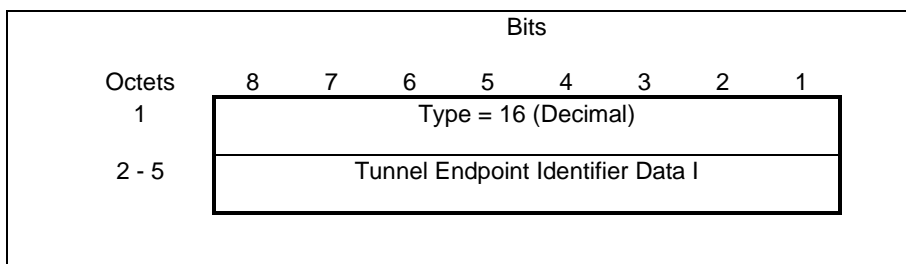 Bits
Octets 8 7 6 5 4 3 2 1
1 Type = 16 (Decimal)
2 - 5 Tunnel Endpoint Identifier Data I